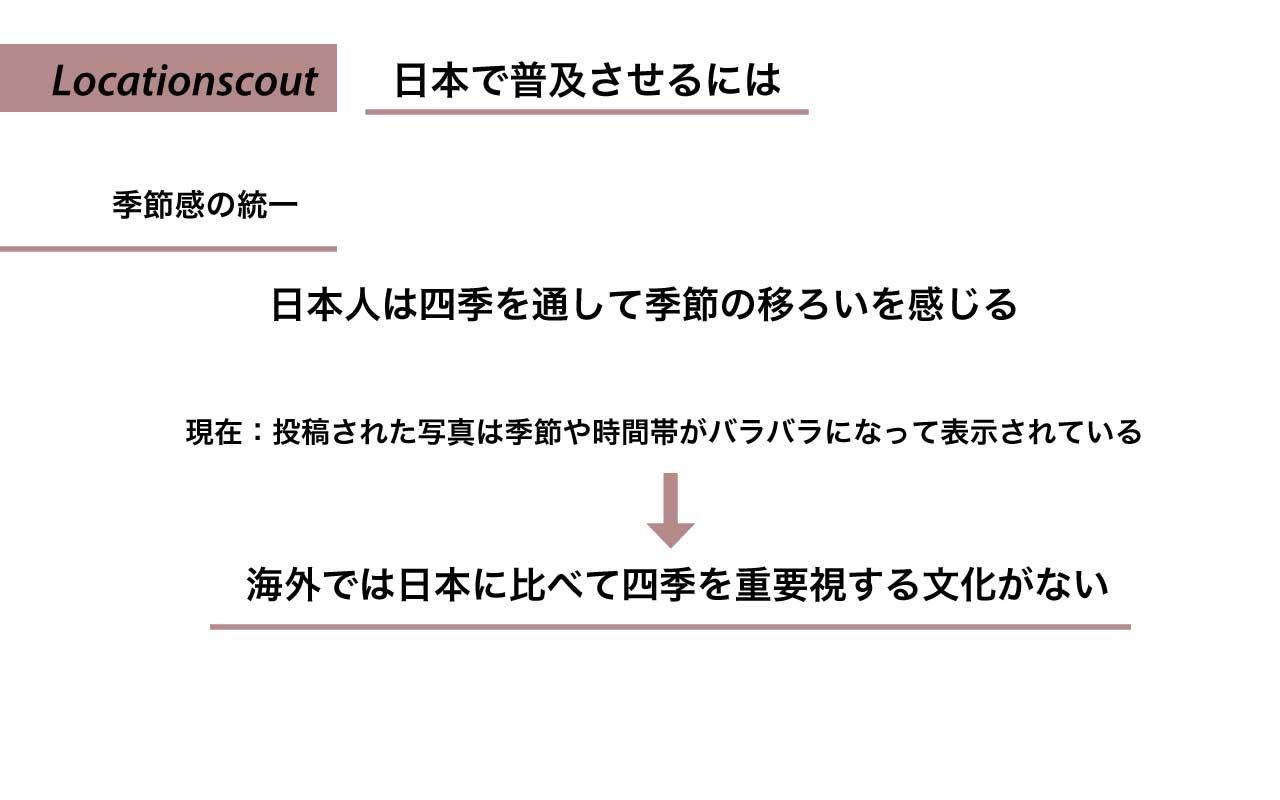 Locationscout
日本で普及させるには
季節感の統一
日本人は四季を通して季節の移ろいを感じる
現在：投稿された写真は季節や時間帯がバラバラになって表示されている
海外では日本に比べて四季を重要視する文化がない